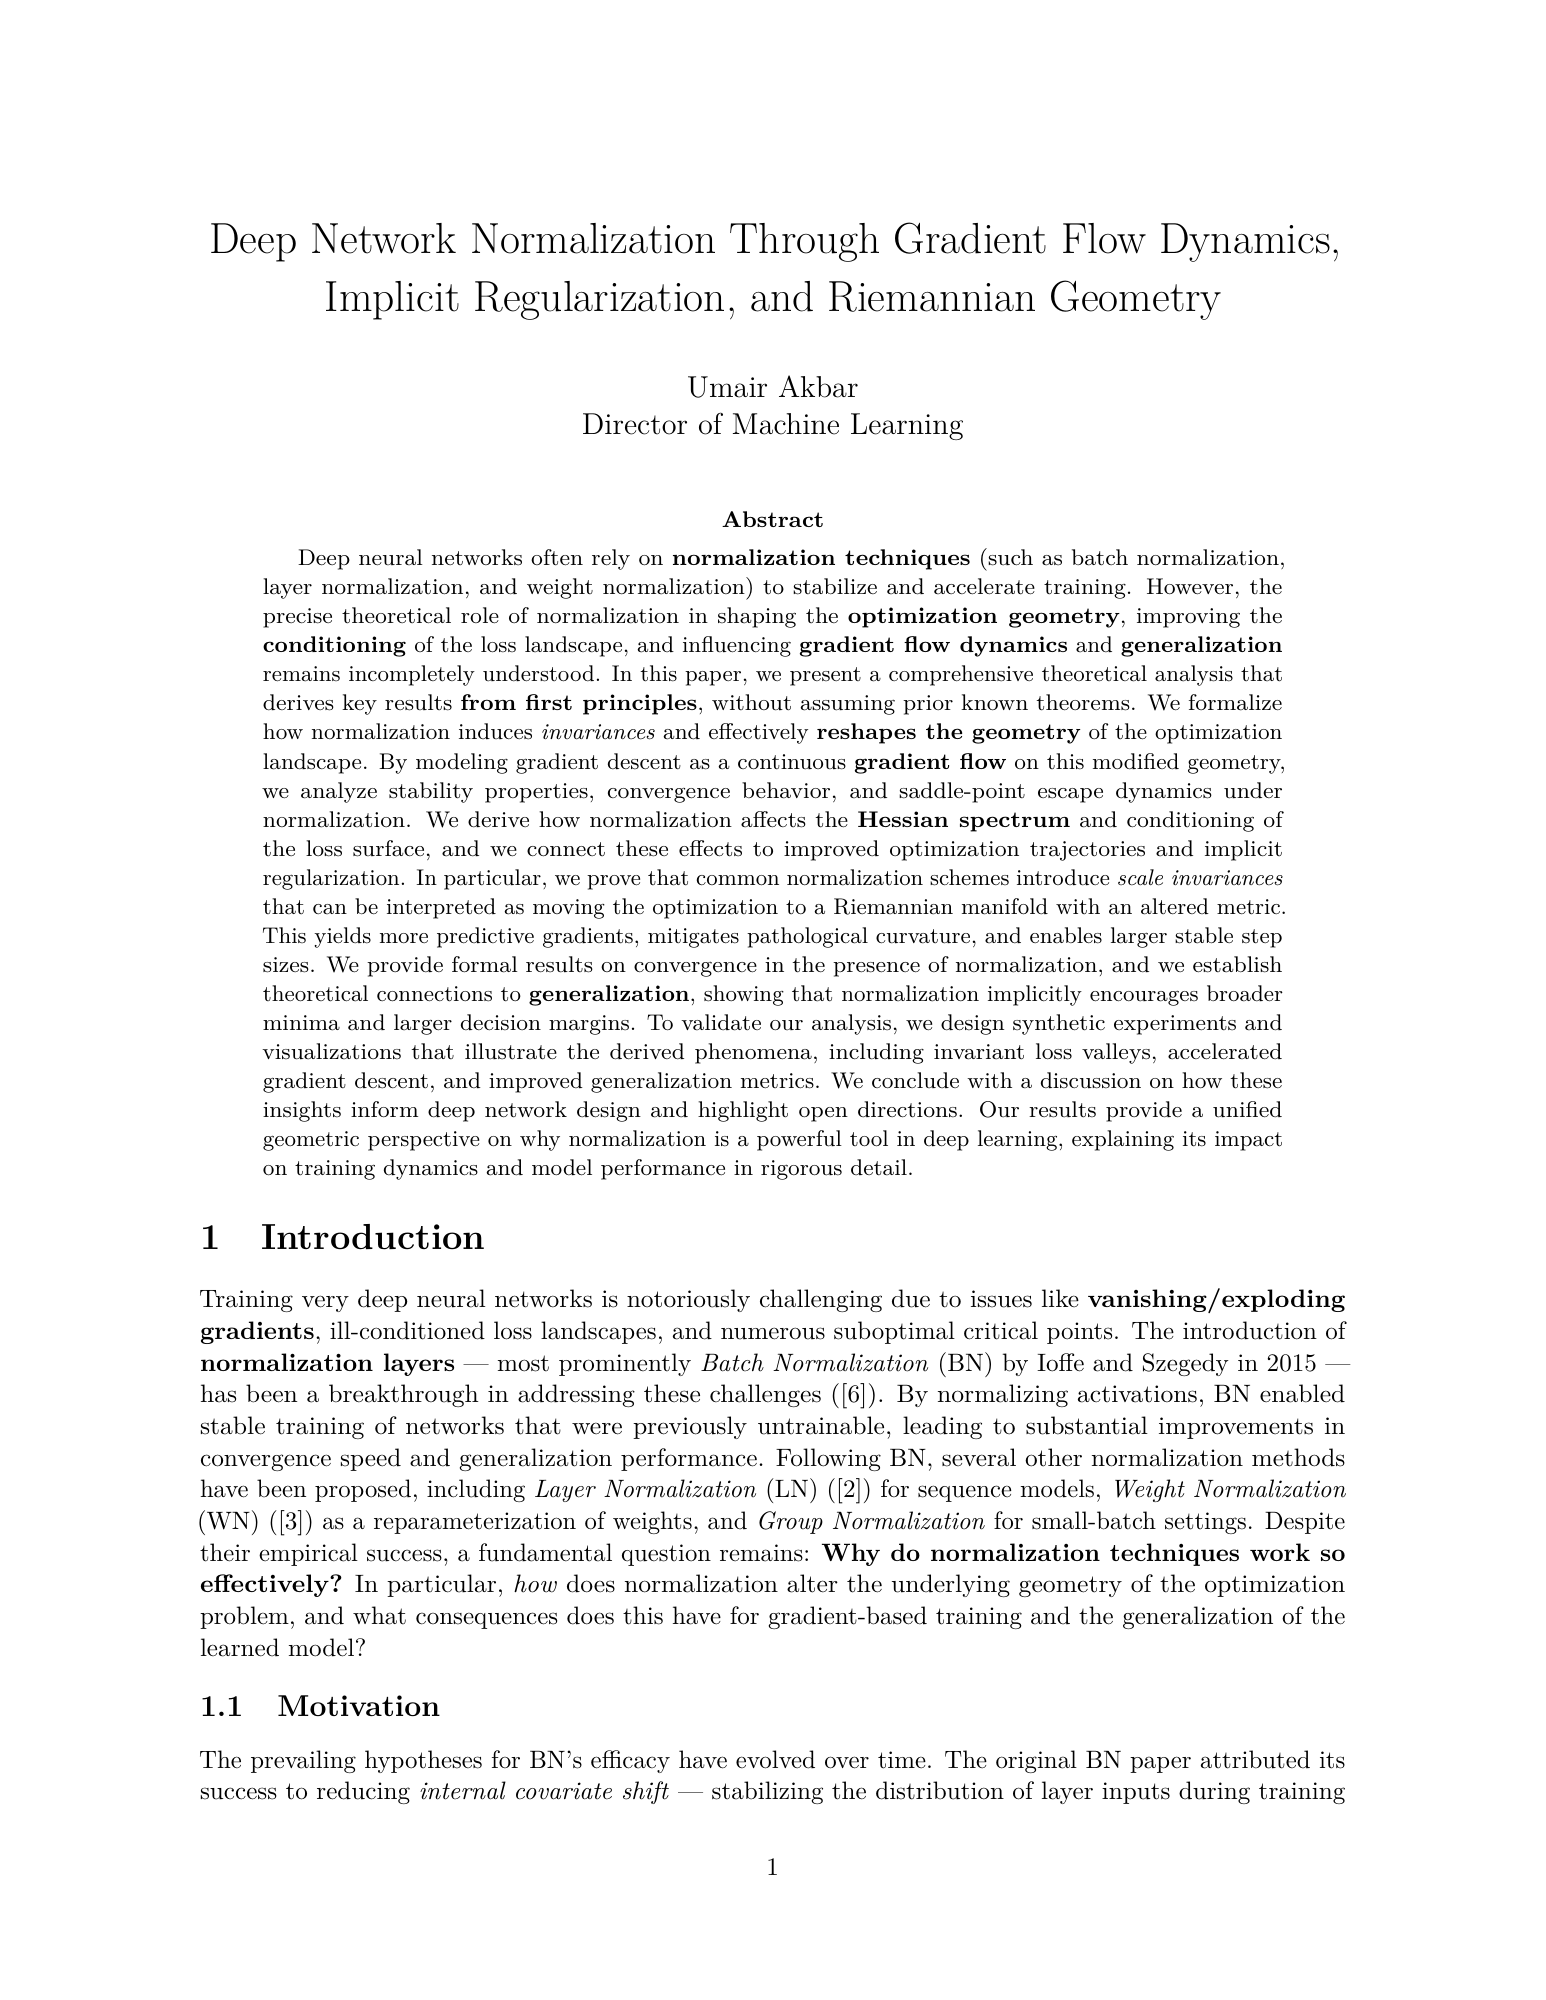 Deep Network Normalization Through Gradient Flow Dynamics,
Implicit Regularization, and Riemannian Geometry
Umair Akbar
Director of Machine Learning
Abstract
Deep neural networks often rely on normalization techniques (such as batch normalization,
layer normalization, and weight normalization) to stabilize and accelerate training. However, the
precise theoretical role of normalization in shaping the optimization geometry, improving the
conditioning of the loss landscape, and influencing gradient flow dynamics and generalization
remains incompletely understood. In this paper, we present a comprehensive theoretical analysis that
derives key results from first principles, without assuming prior known theorems. We formalize
how normalization induces invariances and effectively reshapes the geometry of the optimization
landscape. By modeling gradient descent as a continuous gradient flow on this modified geometry,
we analyze stability properties, convergence behavior, and saddle-point escape dynamics under
normalization. We derive how normalization affects the Hessian spectrum and conditioning of
the loss surface, and we connect these effects to improved optimization trajectories and implicit
regularization. In particular, we prove that common normalization schemes introduce scale invariances
that can be interpreted as moving the optimization to a Riemannian manifold with an altered metric.
This yields more predictive gradients, mitigates pathological curvature, and enables larger stable step
sizes. We provide formal results on convergence in the presence of normalization, and we establish
theoretical connections to generalization, showing that normalization implicitly encourages broader
minima and larger decision margins. To validate our analysis, we design synthetic experiments and
visualizations that illustrate the derived phenomena, including invariant loss valleys, accelerated
gradient descent, and improved generalization metrics. We conclude with a discussion on how these
insights inform deep network design and highlight open directions. Our results provide a unified
geometric perspective on why normalization is a powerful tool in deep learning, explaining its impact
on training dynamics and model performance in rigorous detail.
1 Introduction
Training very deep neural networks is notoriously challenging due to issues like vanishing/exploding
gradients, ill-conditioned loss landscapes, and numerous suboptimal critical points. The introduction of
normalization layers — most prominently Batch Normalization (BN) by Ioffe and Szegedy in 2015 —
has been a breakthrough in addressing these challenges ([6]). By normalizing activations, BN enabled
stable training of networks that were previously untrainable, leading to substantial improvements in
convergence speed and generalization performance. Following BN, several other normalization methods
have been proposed, including Layer Normalization (LN) ([2]) for sequence models, Weight Normalization
(WN) ([3]) as a reparameterization of weights, and Group Normalization for small-batch settings. Despite
their empirical success, a fundamental question remains: Why do normalization techniques work so
effectively? In particular, how does normalization alter the underlying geometry of the optimization
problem, and what consequences does this have for gradient-based training and the generalization of the
learned model?
1.1 Motivation
The prevailing hypotheses for BN's efficacy have evolved over time. The original BN paper attributed its
success to reducing internal covariate shift — stabilizing the distribution of layer inputs during training
1